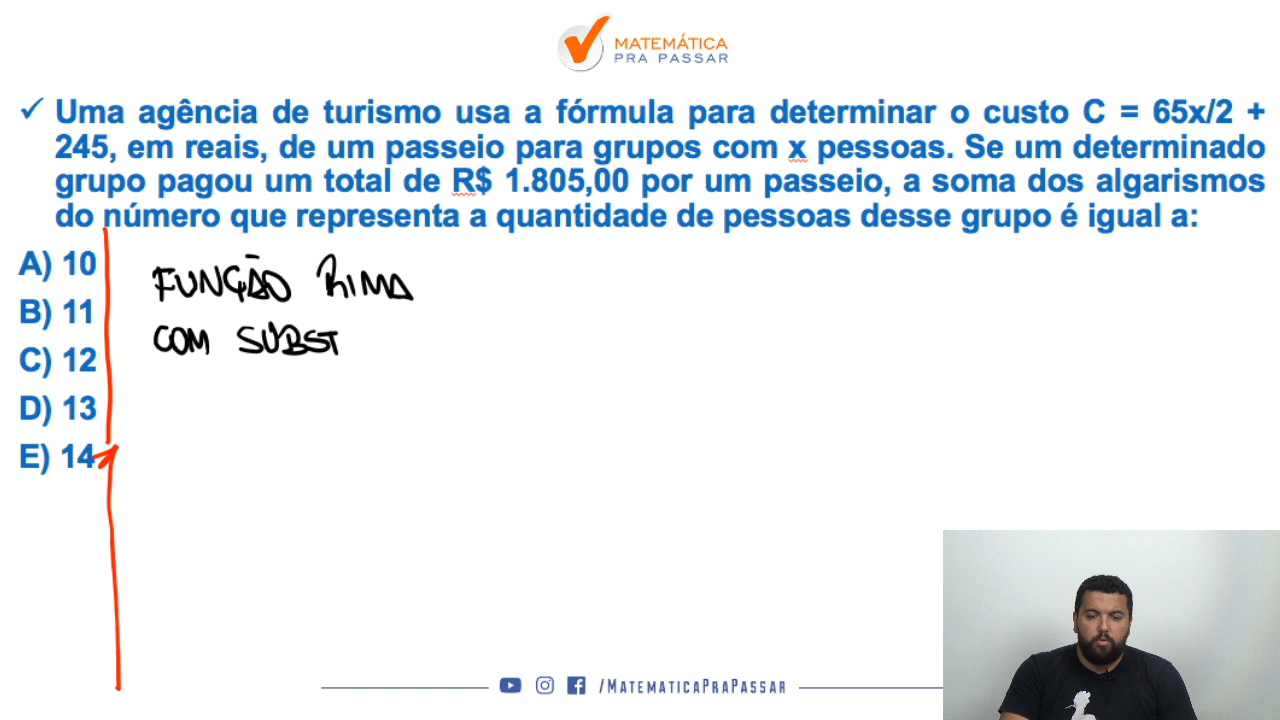 MATEMÁTICA
PRA PASSAR
✓ Uma agência de turismo usa a fórmula para determinar o custo C = 65x/2 +
245, em reais, de um passeio para grupos com x pessoas. Se um determinado
grupo pagou um total de R$ 1.805,00 por um passeio, a soma dos algarismos
do número que representa a quantidade de pessoas desse grupo é igual a:
A) 10
B) 11
C) 12
D) 13
E) 14
FUNÇÃO RIMA
COM SUBST
/MATEMATICAPRAPASSAR